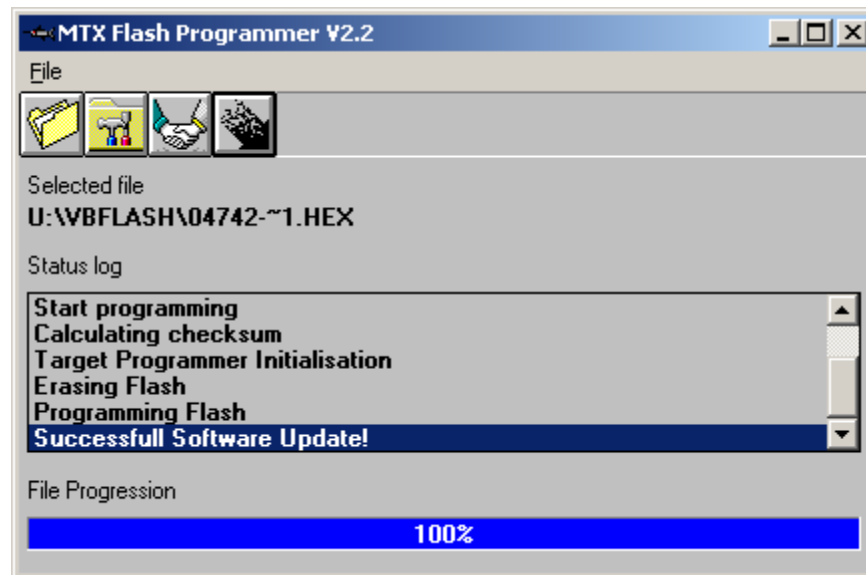 MTX Flash Programmer V2.2
File
Selected file
U:\VBFLASH\04742-~1.HEX
Status log
Start programming
Calculating checksum
Target Programmer Initialisation
Erasing Flash
Programming Flash
Successfull Software Update!
File Progression
100%